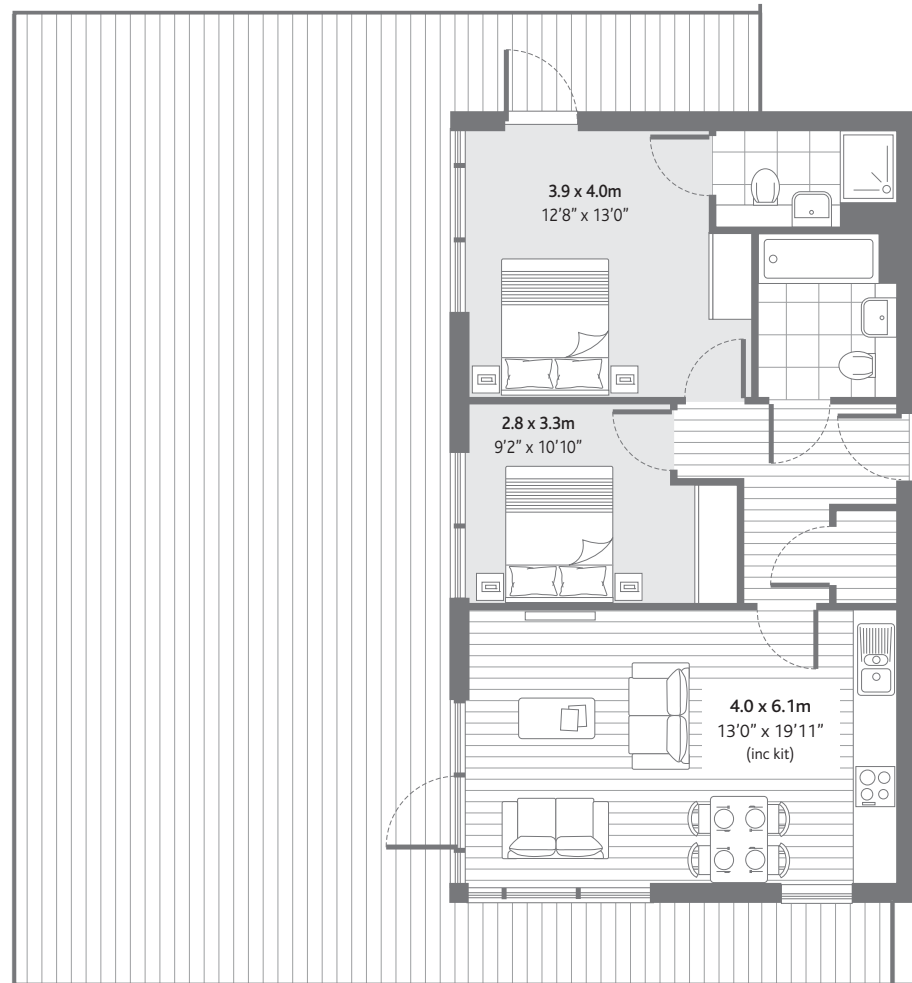 3.9 x 4.0m
12’8” x 13’0”
2.8 x 3.3m
9’2” x 10’10”
4.0 x 6.1m
13’0” x 19’11”
(inc kit)